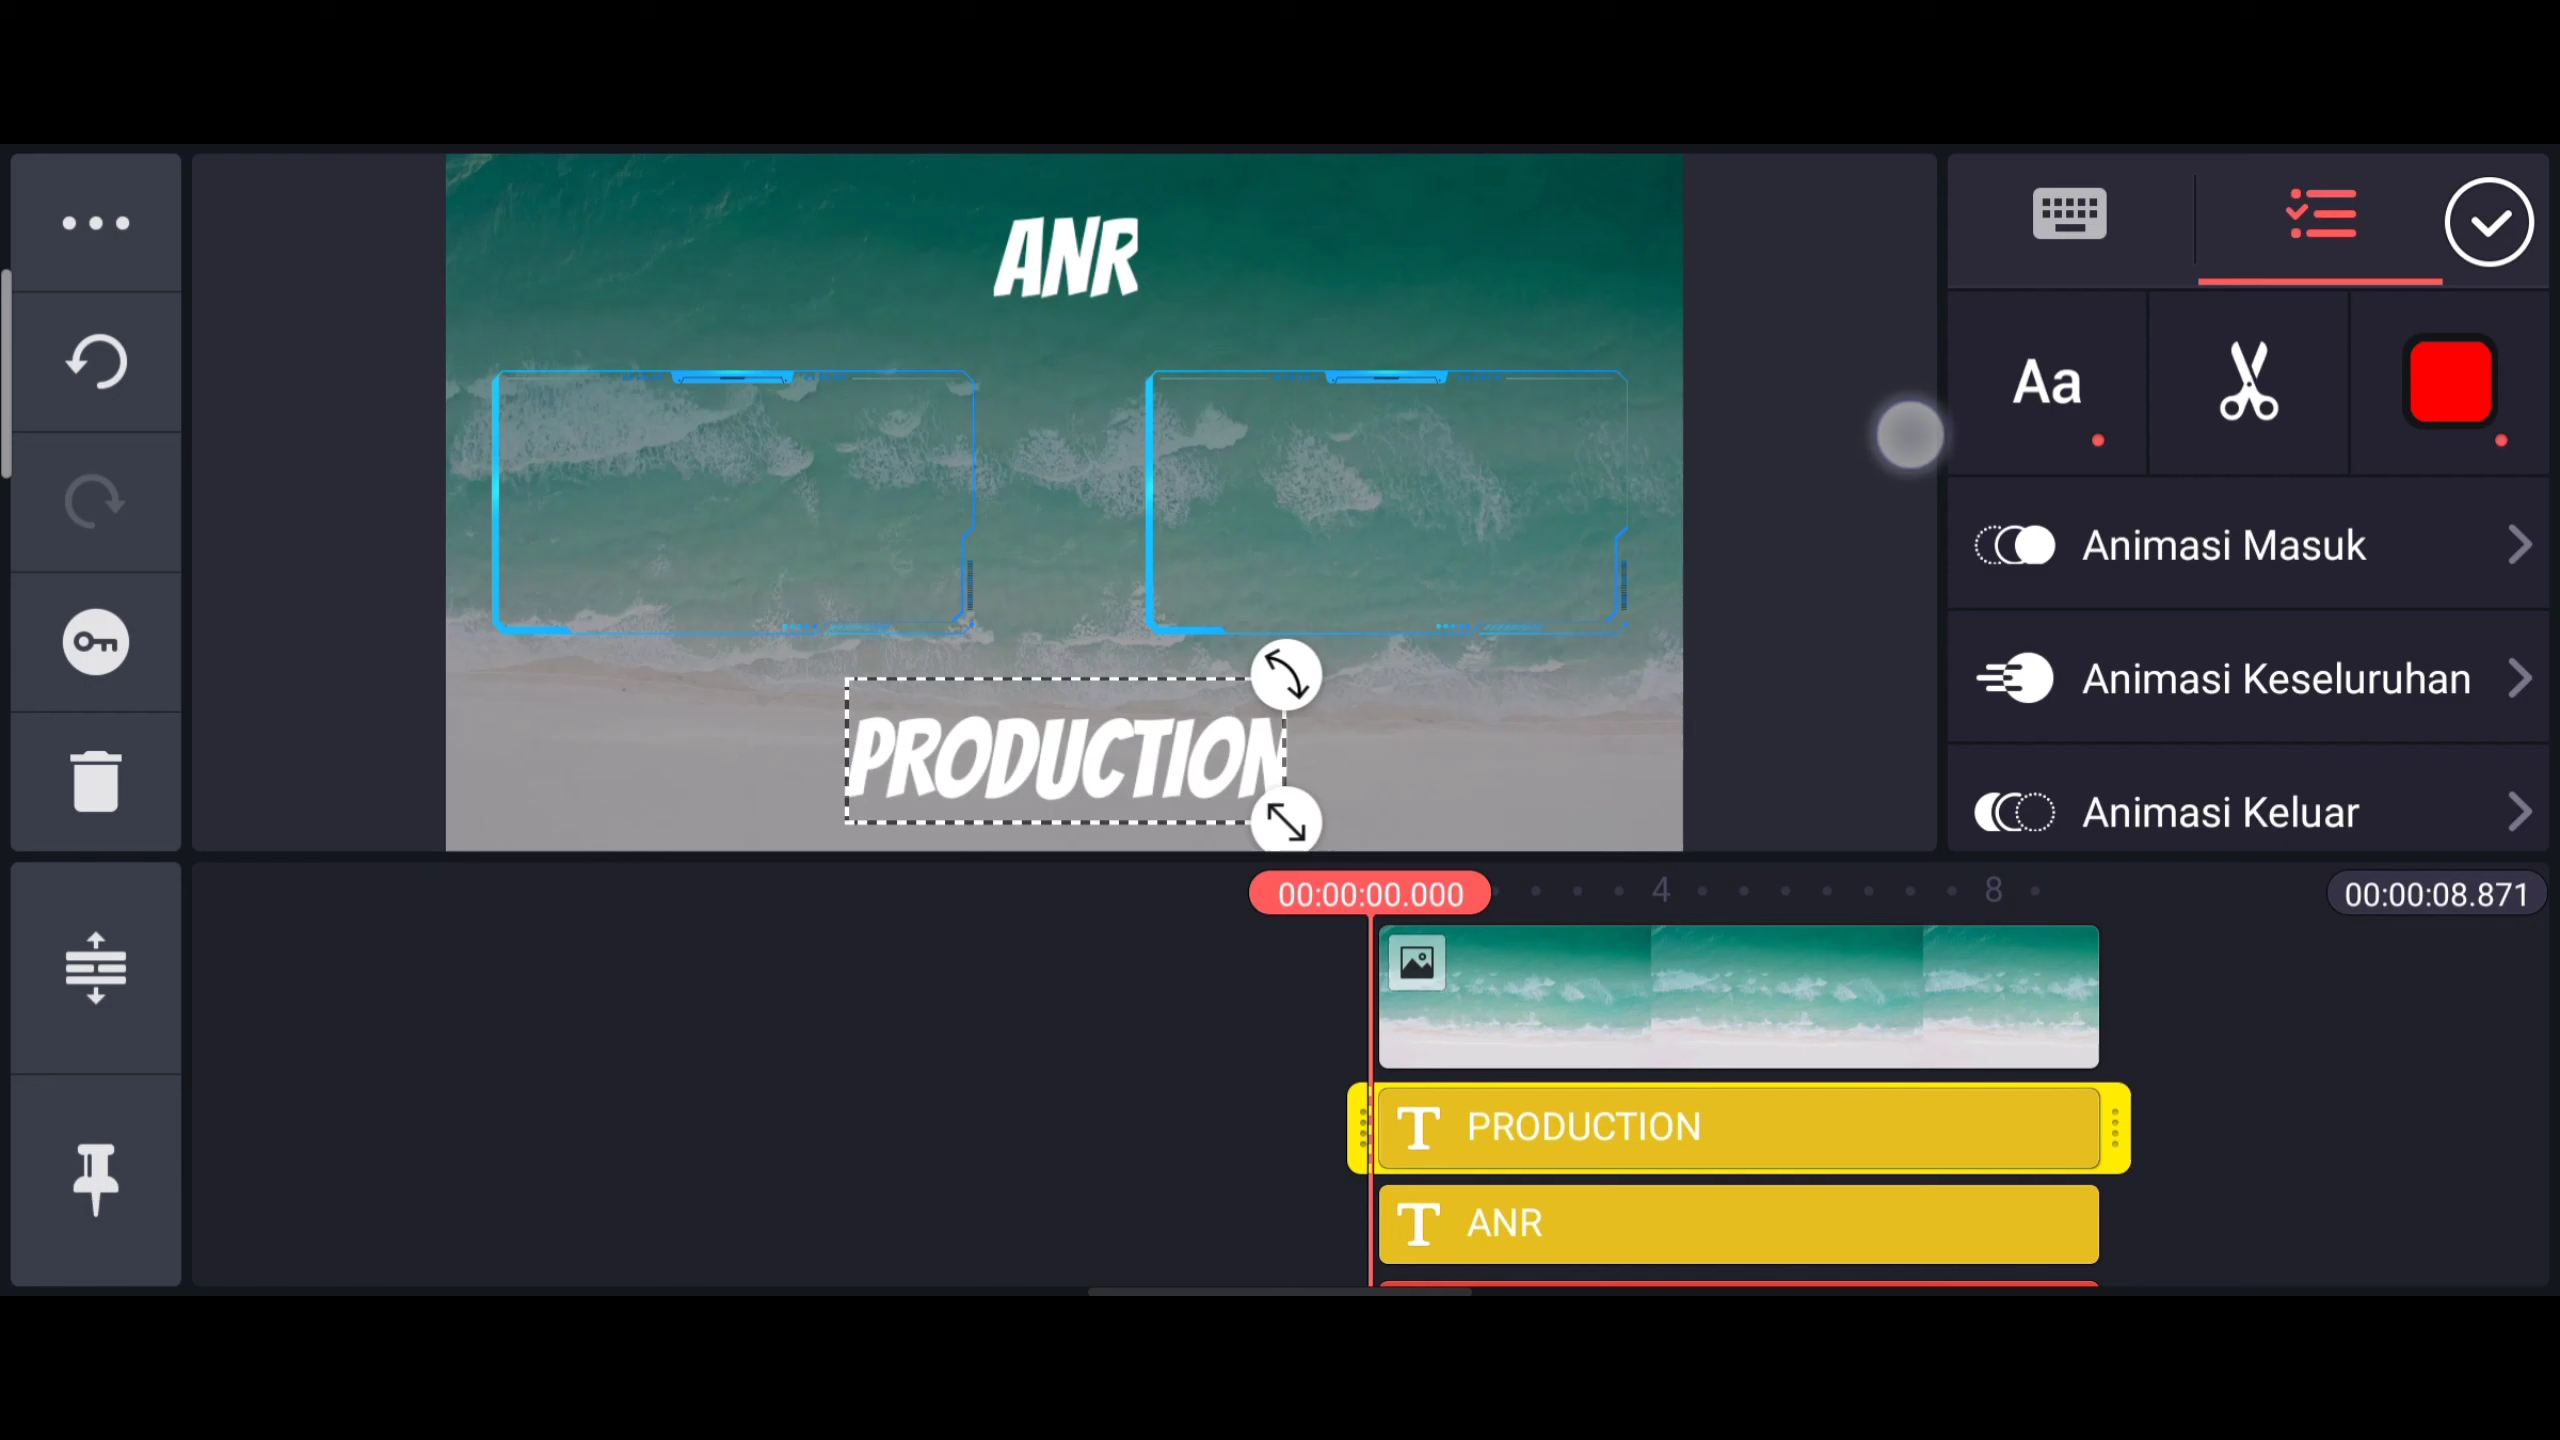 ANR
PRODUCTION
Aa
Animasi Masuk
Animasi Keseluruhan
Animasi Keluar
00:00:00.000
4
8
00:00:08.871
T PRODUCTION
T ANR